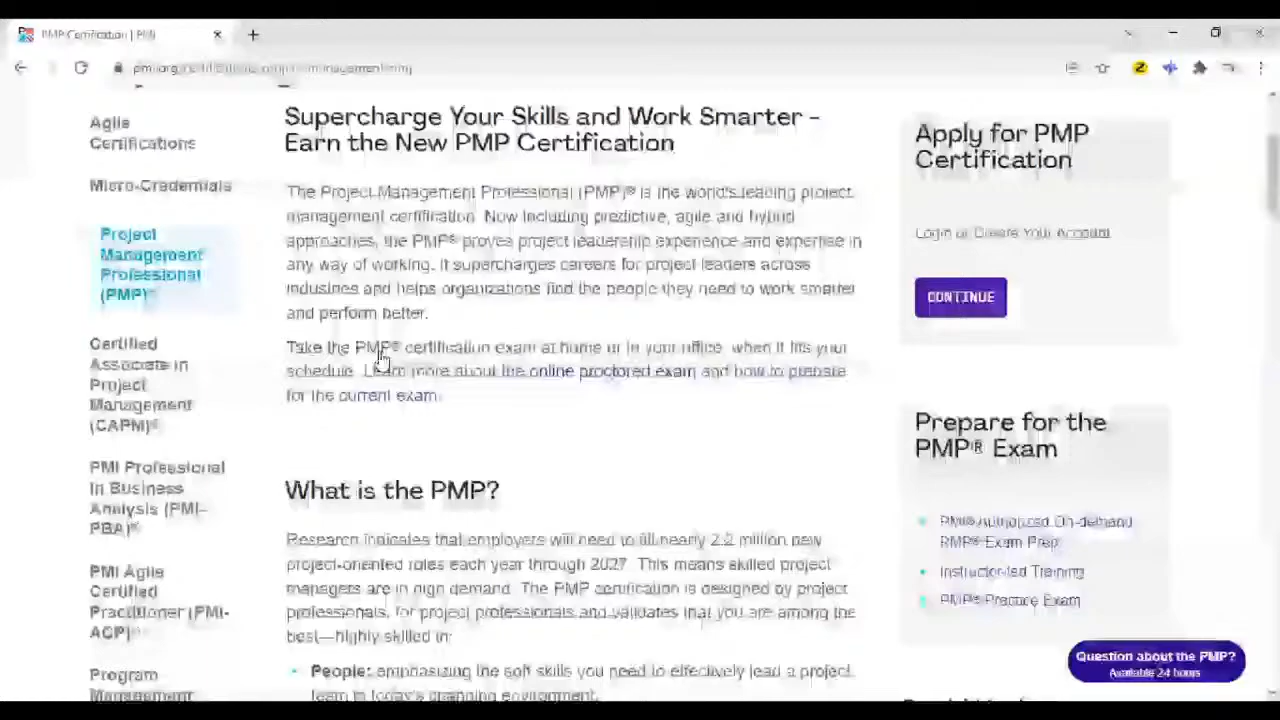 PMP Certification | PMI
Agile
Certifications
Micro-Credentials
Project
Management
Professional
(PMP)®
Certified
Associate in
Project
Management
(CAPM)®
PMI Professional
in Business
Analysis (PMI-
PBA)®
PMI Agile
Certified
Practitioner (PMI-
ACP)®
Program
Management
Supercharge Your Skills and Work Smarter –
Earn the New PMP Certification
The Project Management Professional (PMP)® is the world's leading project
management certification. Now including predictive, agile and hybrid
approaches, the PMP® proves project leadership experience and expertise in
any way of working. It supercharges careers for project leaders across
industries and helps organizations find the people they need to work smarter
and perform better.
Take the PMP® certification exam at home or in your office, when it fits your
schedule. Learn more about the online proctored exam and how to prepare
for the current exam.
What is the PMP?
Research indicates that employers will need to fill nearly 2.2 million new
project-oriented roles each year through 2027. This means skilled project
managers are in high demand. The PMP certification is designed by project
professionals, for project professionals and validates that you are among the
best—highly skilled in:
• People: emphasizing the soft skills you need to effectively lead a project
team in today's changing environment.
Apply for PMP
Certification
Login or Create Your Account
CONTINUE
Prepare for the
PMP® Exam
• PMI® Authorized On-demand
PMP® Exam Prep
• Instructor-led Training
• PMP® Practice Exam
Question about the PMP?
Available 24 hours